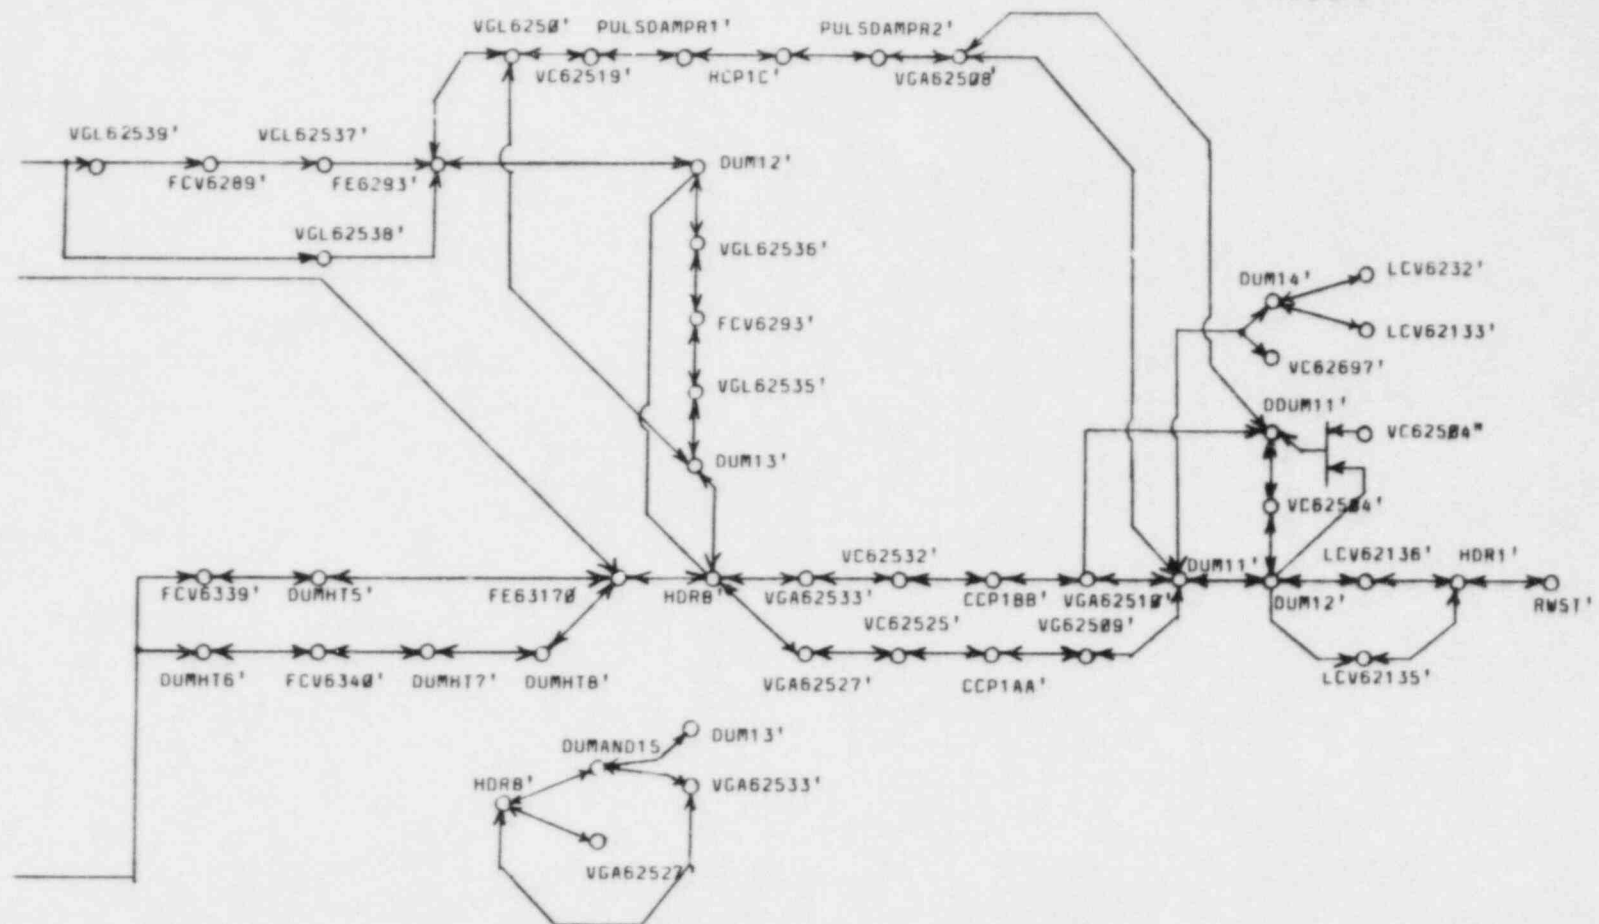 VGL6250'
PULSDAMPR1'
PULSDAMPR2'
VC62519'
HCP1C'
VGA62508'
VGL62539'
VGL62537'
FCV6289'
FE6293'
DUM12'
VGL62538'
VGL62536'
FCV6293'
VGL62535'
DUM13'
DUM14'
LCV6232'
LCV62133'
VC62697'
DDUM11'
VC62504"
VC62504'
VC62532'
DUM11'
LCV62136'
HDR1'
FCV6339'
DUMHT5'
FE63170
HDR8'
VGA62533'
CCP1BB'
VGA62510'
DUM12'
RWST'
VC62525'
VG62509'
DUMHT6'
FCV6340'
DUMHT7'
DUMHT8'
VGA62527'
CCP1AA'
LCV62135'
DUM13'
DUMAND15
HDR8'
VGA62533'
VGA62527'